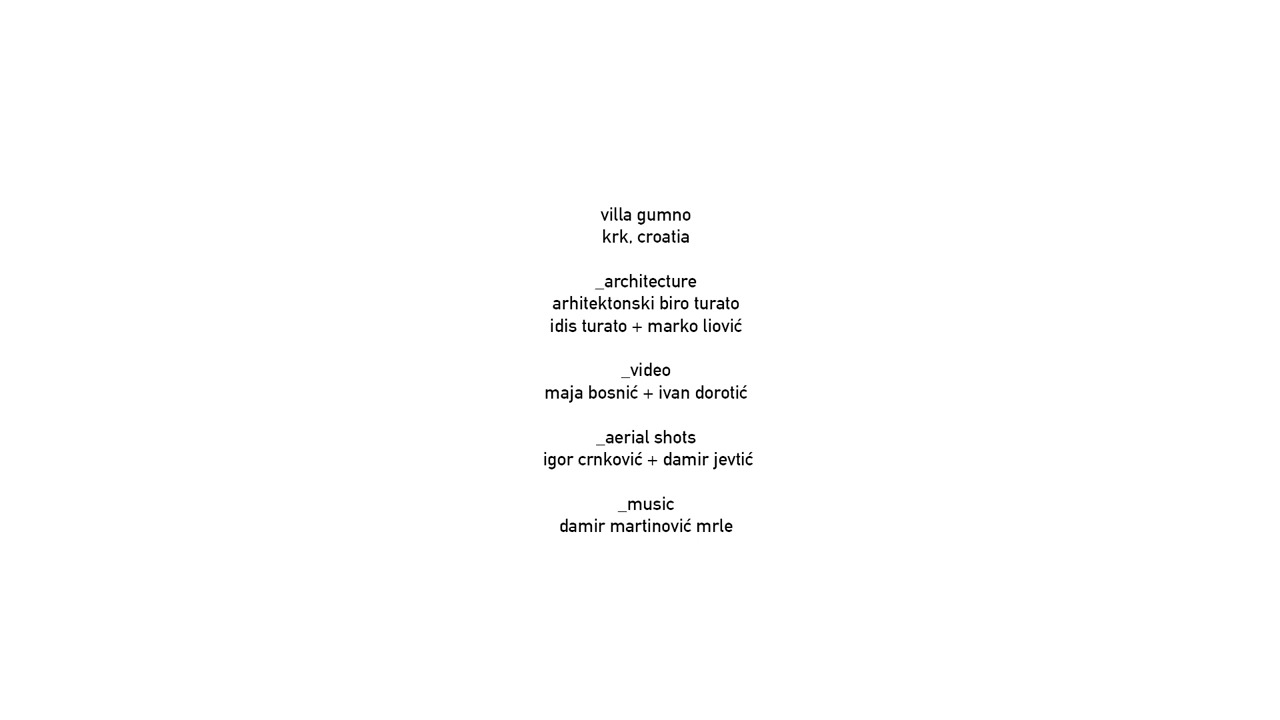 villa gumno
krk, croatia
_architecture
arhitektonski biro turato
idis turato + marko liović
_video
maja bosnić + ivan dorotić
_aerial shots
igor crnković + damir jevtić
_music
damir martinović mrle